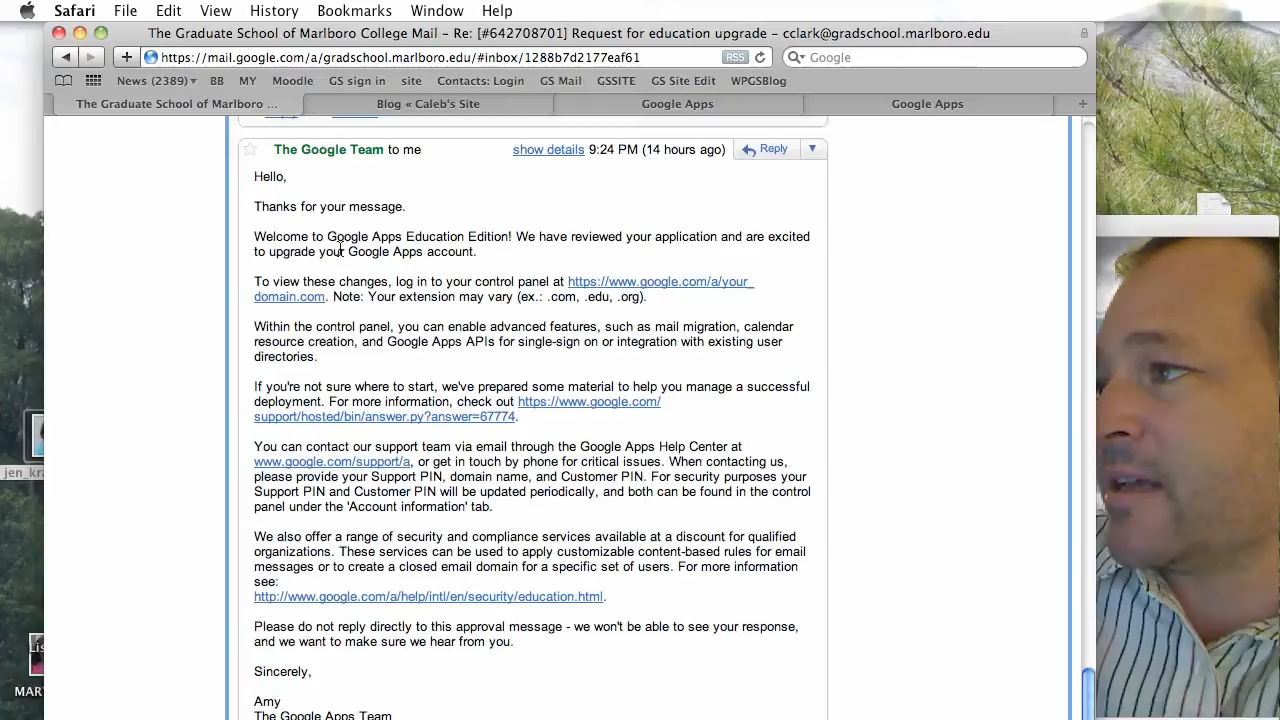 Safari File Edit View History Bookmarks Window Help
The Graduate School of Marlboro College Mail - Re: [#642708701] Request for education upgrade - cclark@gradschool.marlboro.edu
https://mail.google.com/a/gradschool.marlboro.edu/#inbox/1288b7d2177eaf61 RSS Google
News (2389) BB MY Moodle GS sign in site Contacts: Login GS Mail GSSITE GS Site Edit WPGSBlog
The Graduate School of Marlboro ... Blog « Caleb's Site Google Apps Google Apps
The Google Team to me show details 9:24 PM (14 hours ago) Reply
Hello,
Thanks for your message.
Welcome to Google Apps Education Edition! We have reviewed your application and are excited
to upgrade your Google Apps account.
To view these changes, log in to your control panel at https://www.google.com/a/your_
domain.com. Note: Your extension may vary (ex.: .com, .edu, .org).
Within the control panel, you can enable advanced features, such as mail migration, calendar
resource creation, and Google Apps APIs for single-sign on or integration with existing user
directories.
If you're not sure where to start, we've prepared some material to help you manage a successful
deployment. For more information, check out https://www.google.com/
support/hosted/bin/answer.py?answer=67774.
You can contact our support team via email through the Google Apps Help Center at
www.google.com/support/a, or get in touch by phone for critical issues. When contacting us,
please provide your Support PIN, domain name, and Customer PIN. For security purposes your
Support PIN and Customer PIN will be updated periodically, and both can be found in the control
panel under the 'Account information' tab.
We also offer a range of security and compliance services available at a discount for qualified
organizations. These services can be used to apply customizable content-based rules for email
messages or to create a closed email domain for a specific set of users. For more information
see:
http://www.google.com/a/help/intl/en/security/education.html.
Please do not reply directly to this approval message - we won't be able to see your response,
and we want to make sure we hear from you.
Sincerely,
Amy
The Google Apps Team
jen_kra
Lis
MAR